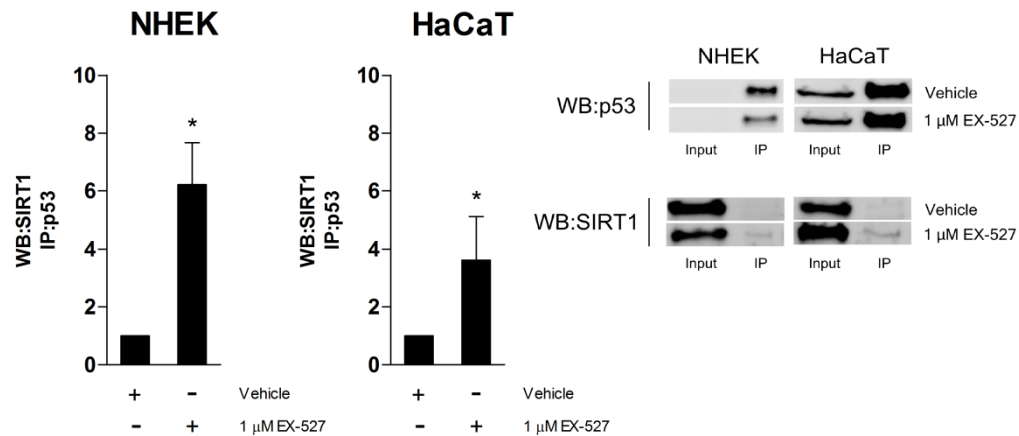 NHEK
10
8
6
4
2
0
WB:SIRT1
IP:p53
*
+ - Vehicle
- + 1 µM EX-527
HaCaT
10
8
6
4
2
0
WB:SIRT1
IP:p53
*
+ - Vehicle
- + 1 µM EX-527
NHEK HaCaT
WB:p53
Vehicle
1 µM EX-527
Input IP Input IP
WB:SIRT1
Vehicle
1 µM EX-527
Input IP Input IP